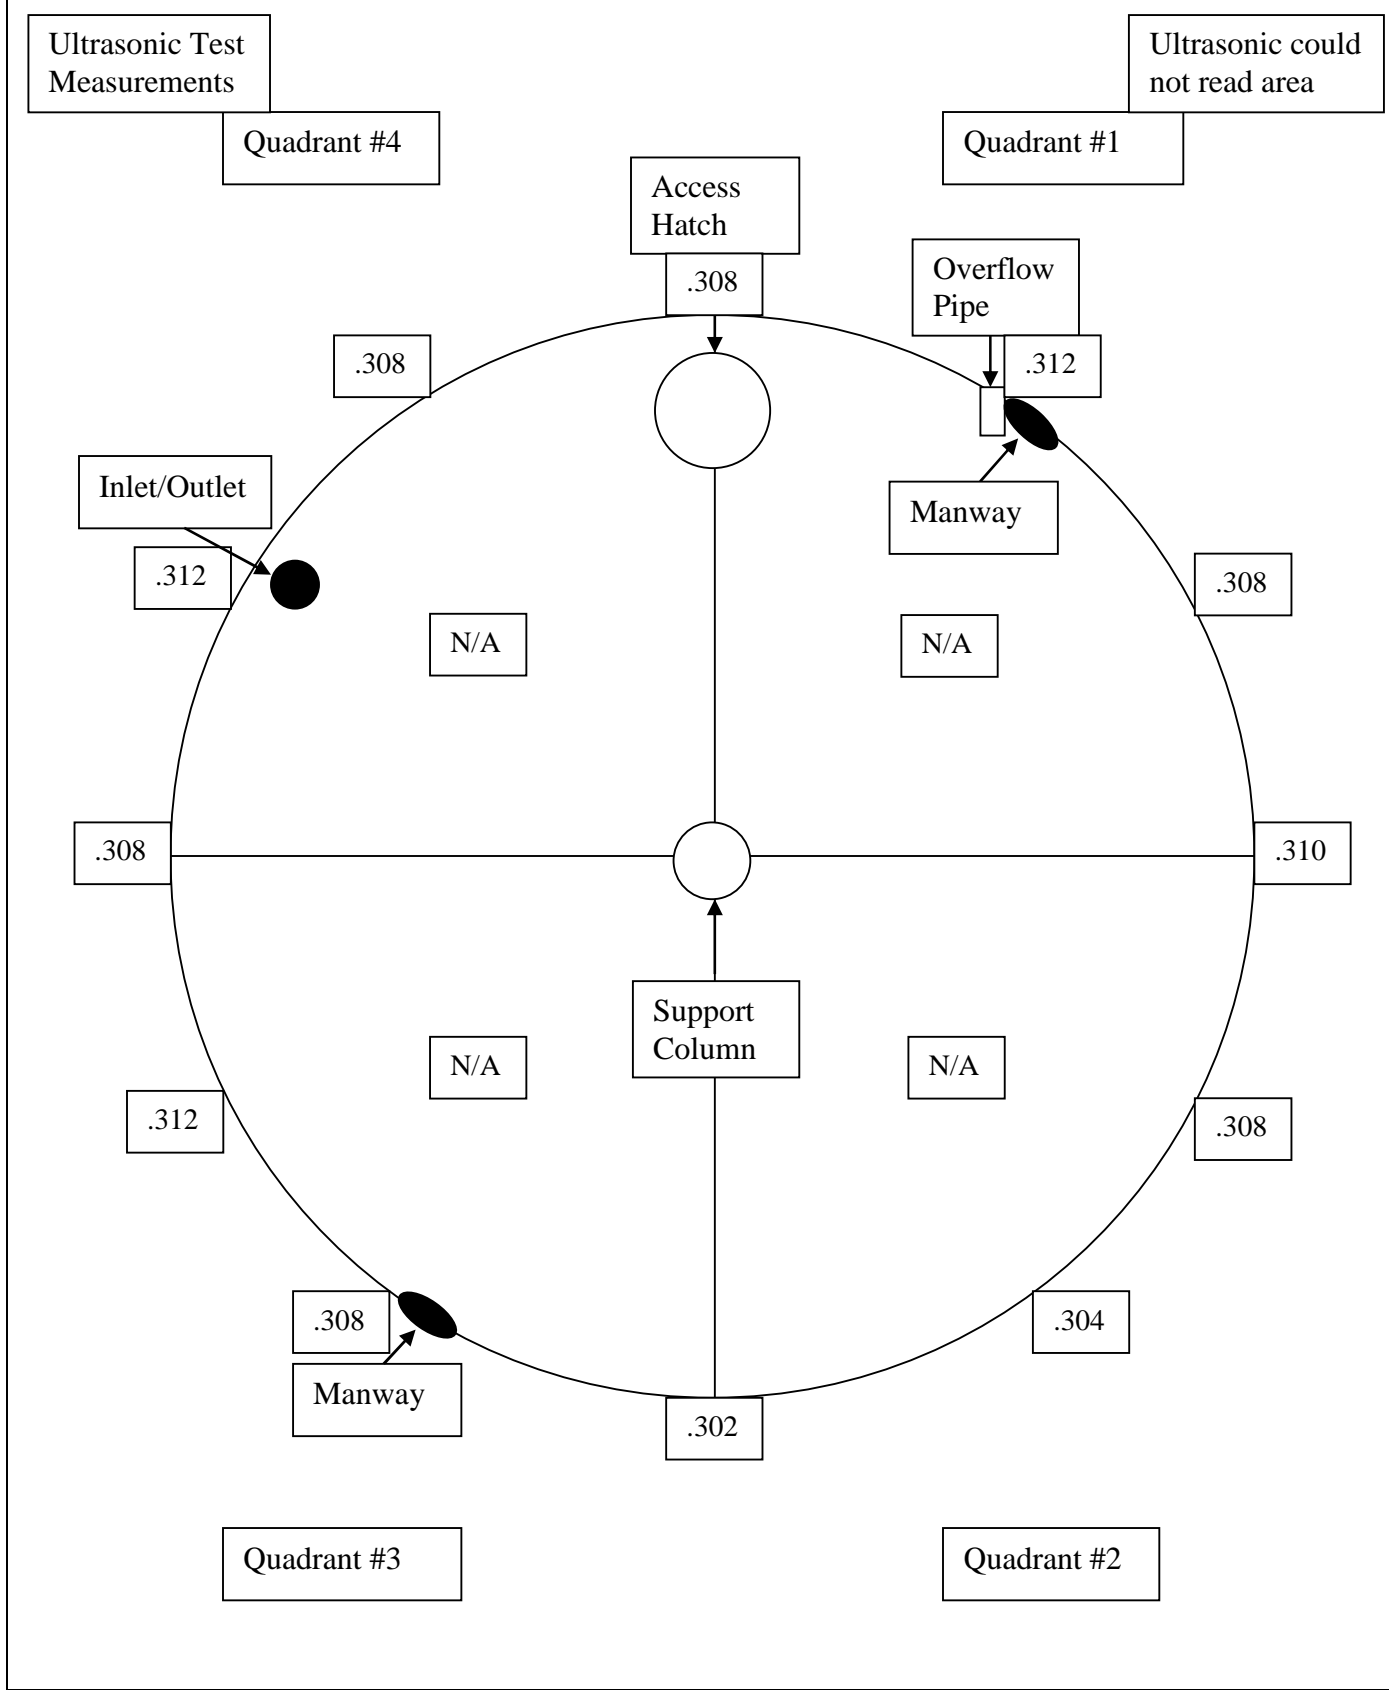 Ultrasonic Test
Measurements
Ultrasonic could
not read area
Quadrant #4
Quadrant #1
Access
Hatch
.308
Overflow
Pipe
.308
.312
Inlet/Outlet
Manway
.312
.308
N/A
N/A
.308
.310
Support
Column
N/A
N/A
.312
.308
.308
.304
Manway
.302
Quadrant #3
Quadrant #2